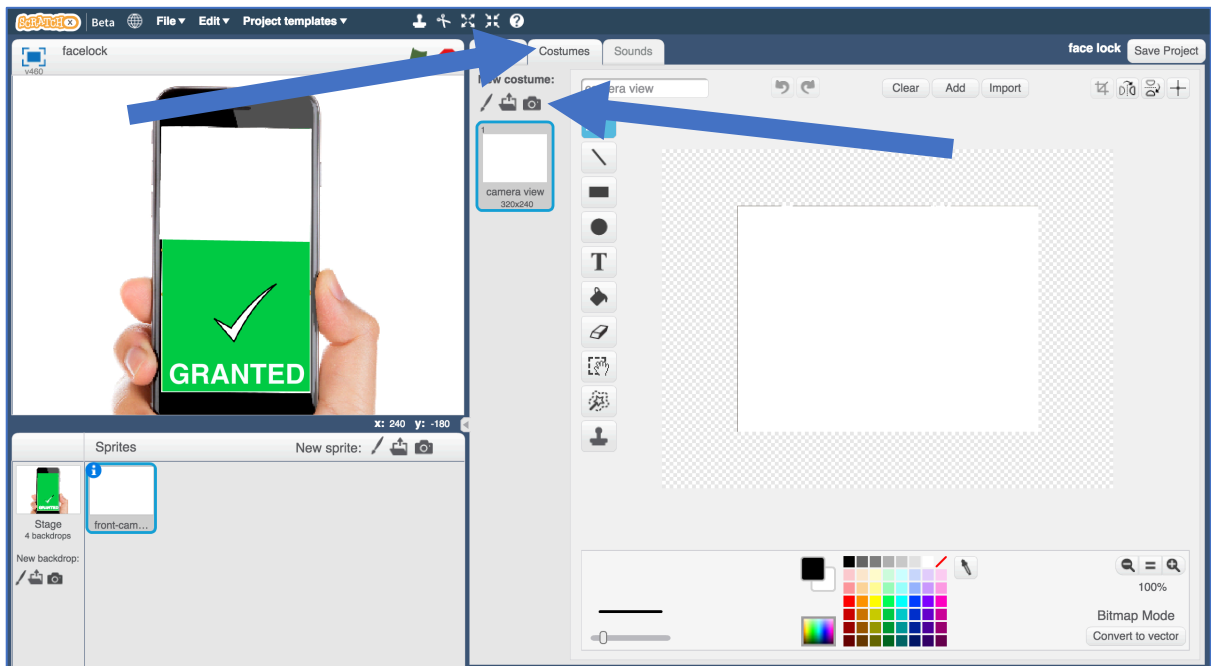 SCRATCHX Beta File▼ Edit▼ Project templates▼
facelock
v460
Costumes Sounds
face lock Save Project
New costume:
camera view
Clear Add Import
1
camera view
320x240
T
GRANTED
x: 240 y: -180
Sprites New sprite:
Stage
4 backdrops
front-cam...
New backdrop:
100%
Bitmap Mode
Convert to vector